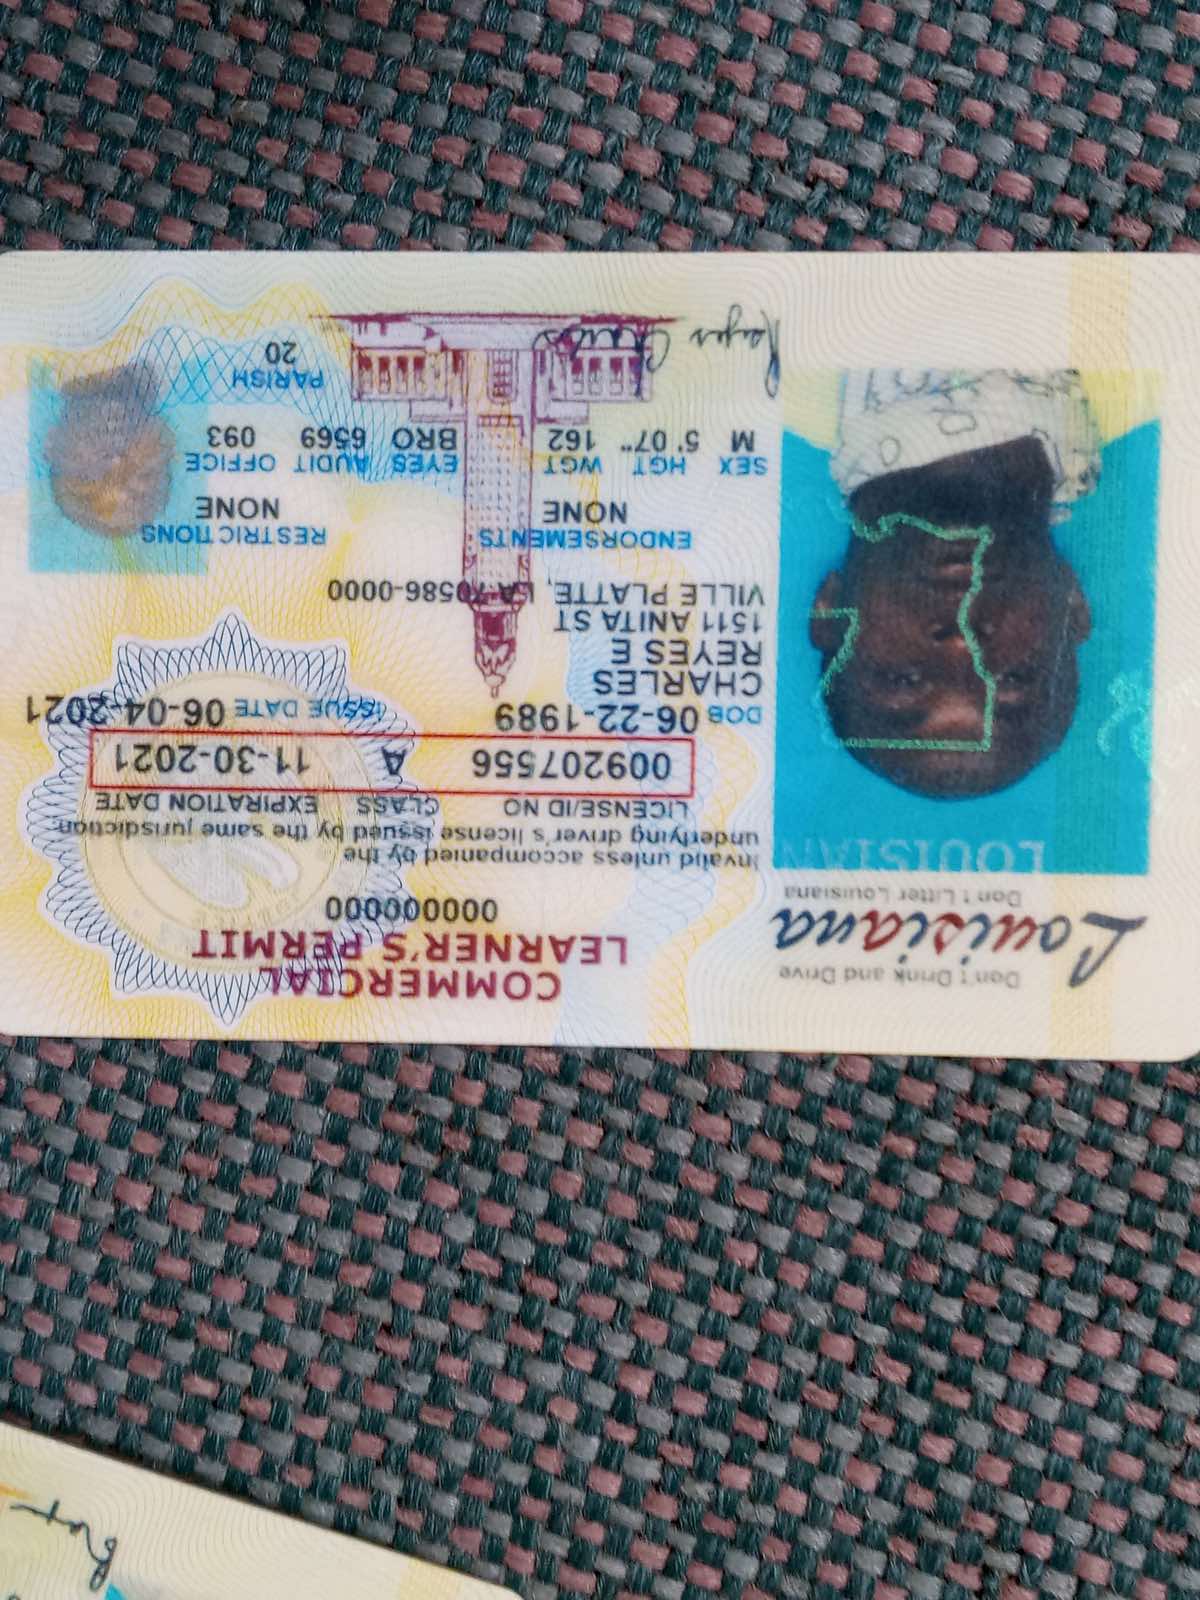 Don't Drink and Drive
Louisiana
Don't Litter Louisiana
LOUISIAN
COMMERCIAL
LEARNER'S PERMIT
000000000
Invalid unless accompanied by the
underlying driver's license issued by the same jurisdiction
LICENSE/ID NO CLASS EXPIRATION DATE
009207556 A 11-30-2021
DOB 06-22-1989 ISSUE DATE 06-04-2021
CHARLES
REYES E
1511 ANITA ST
VILLE PLATTE, LA 70586-0000
ENDORSEMENTS RESTRICTIONS
NONE NONE
SEX HGT WGT EYES AUDIT OFFICE
M 5' 07" 162 BRO 6569 093
PARISH
20
Reyes Charles